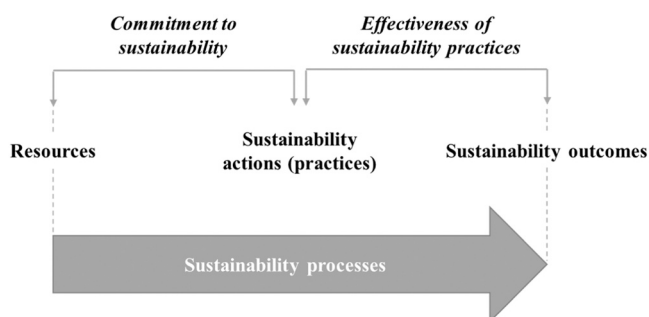 Commitment to
sustainability
Effectiveness of
sustainability practices
Resources
Sustainability
actions (practices)
Sustainability outcomes
Sustainability processes